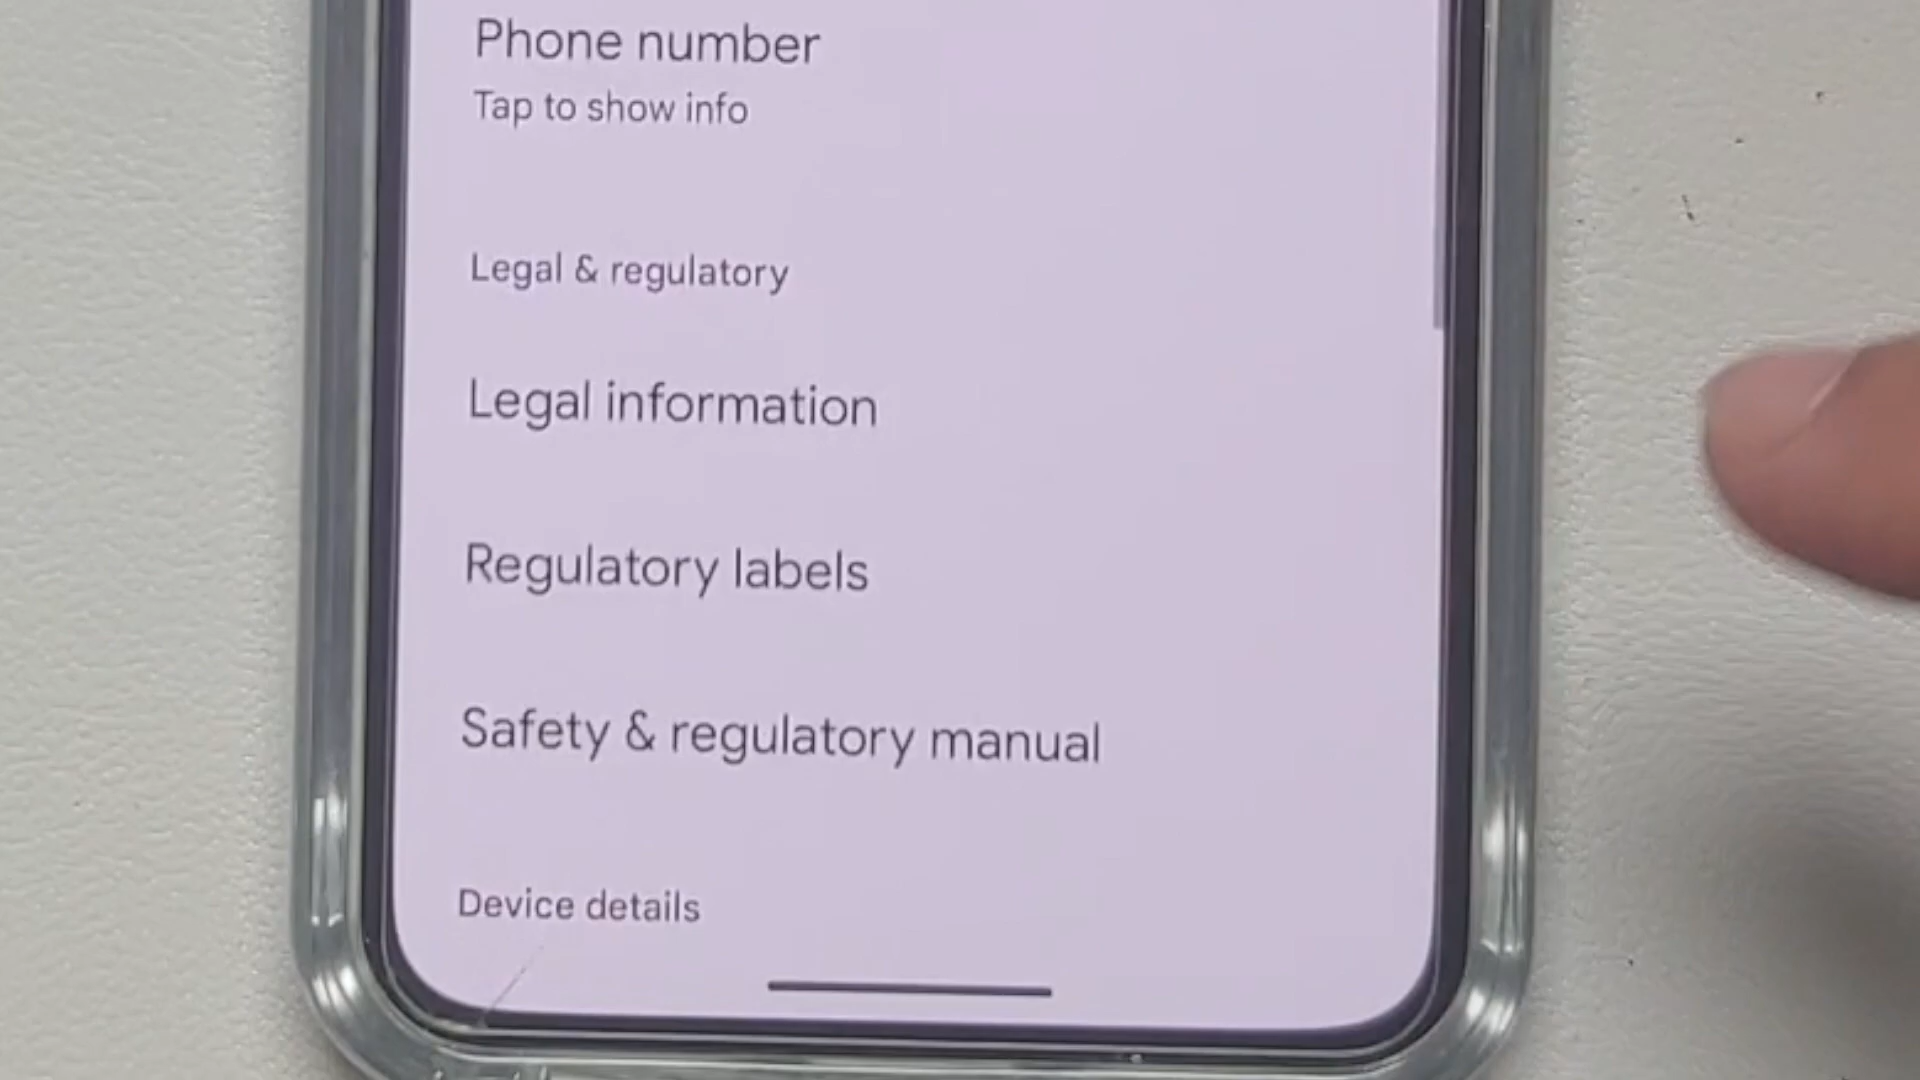 Phone number
Tap to show info
Legal & regulatory
Legal information
Regulatory labels
Safety & regulatory manual
Device details